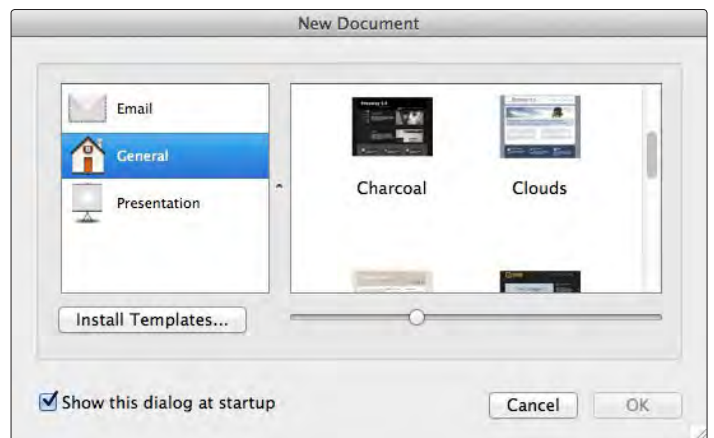 New Document
Email
General
Presentation
Charcoal
Clouds
Install Templates...
Show this dialog at startup
Cancel
OK